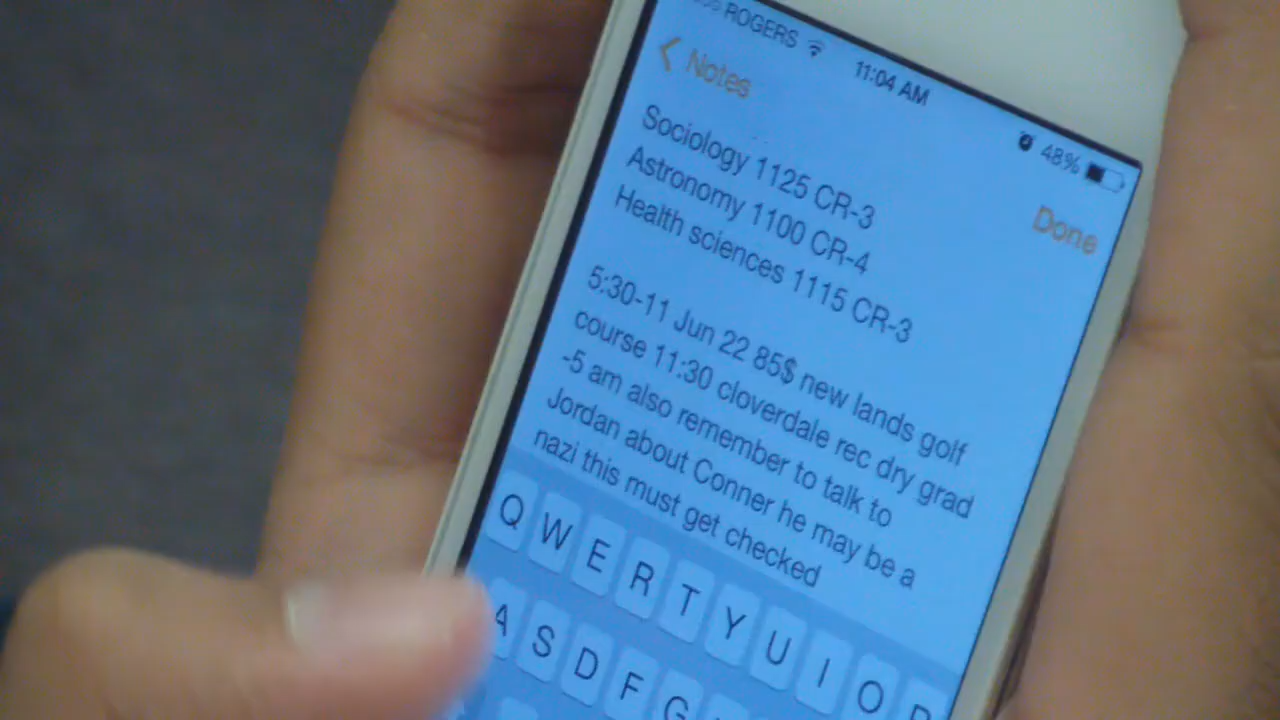 ROGERS 11:04 AM 48%
Notes Done
Sociology 1125 CR-3
Astronomy 1100 CR-4
Health sciences 1115 CR-3
5:30-11 Jun 22 85$ new lands golf
course 11:30 cloverdale rec dry grad
-5 am also remember to talk to
Jordan about Conner he may be a
nazi this must get checked
Q W E R T Y U I O P
A S D F G